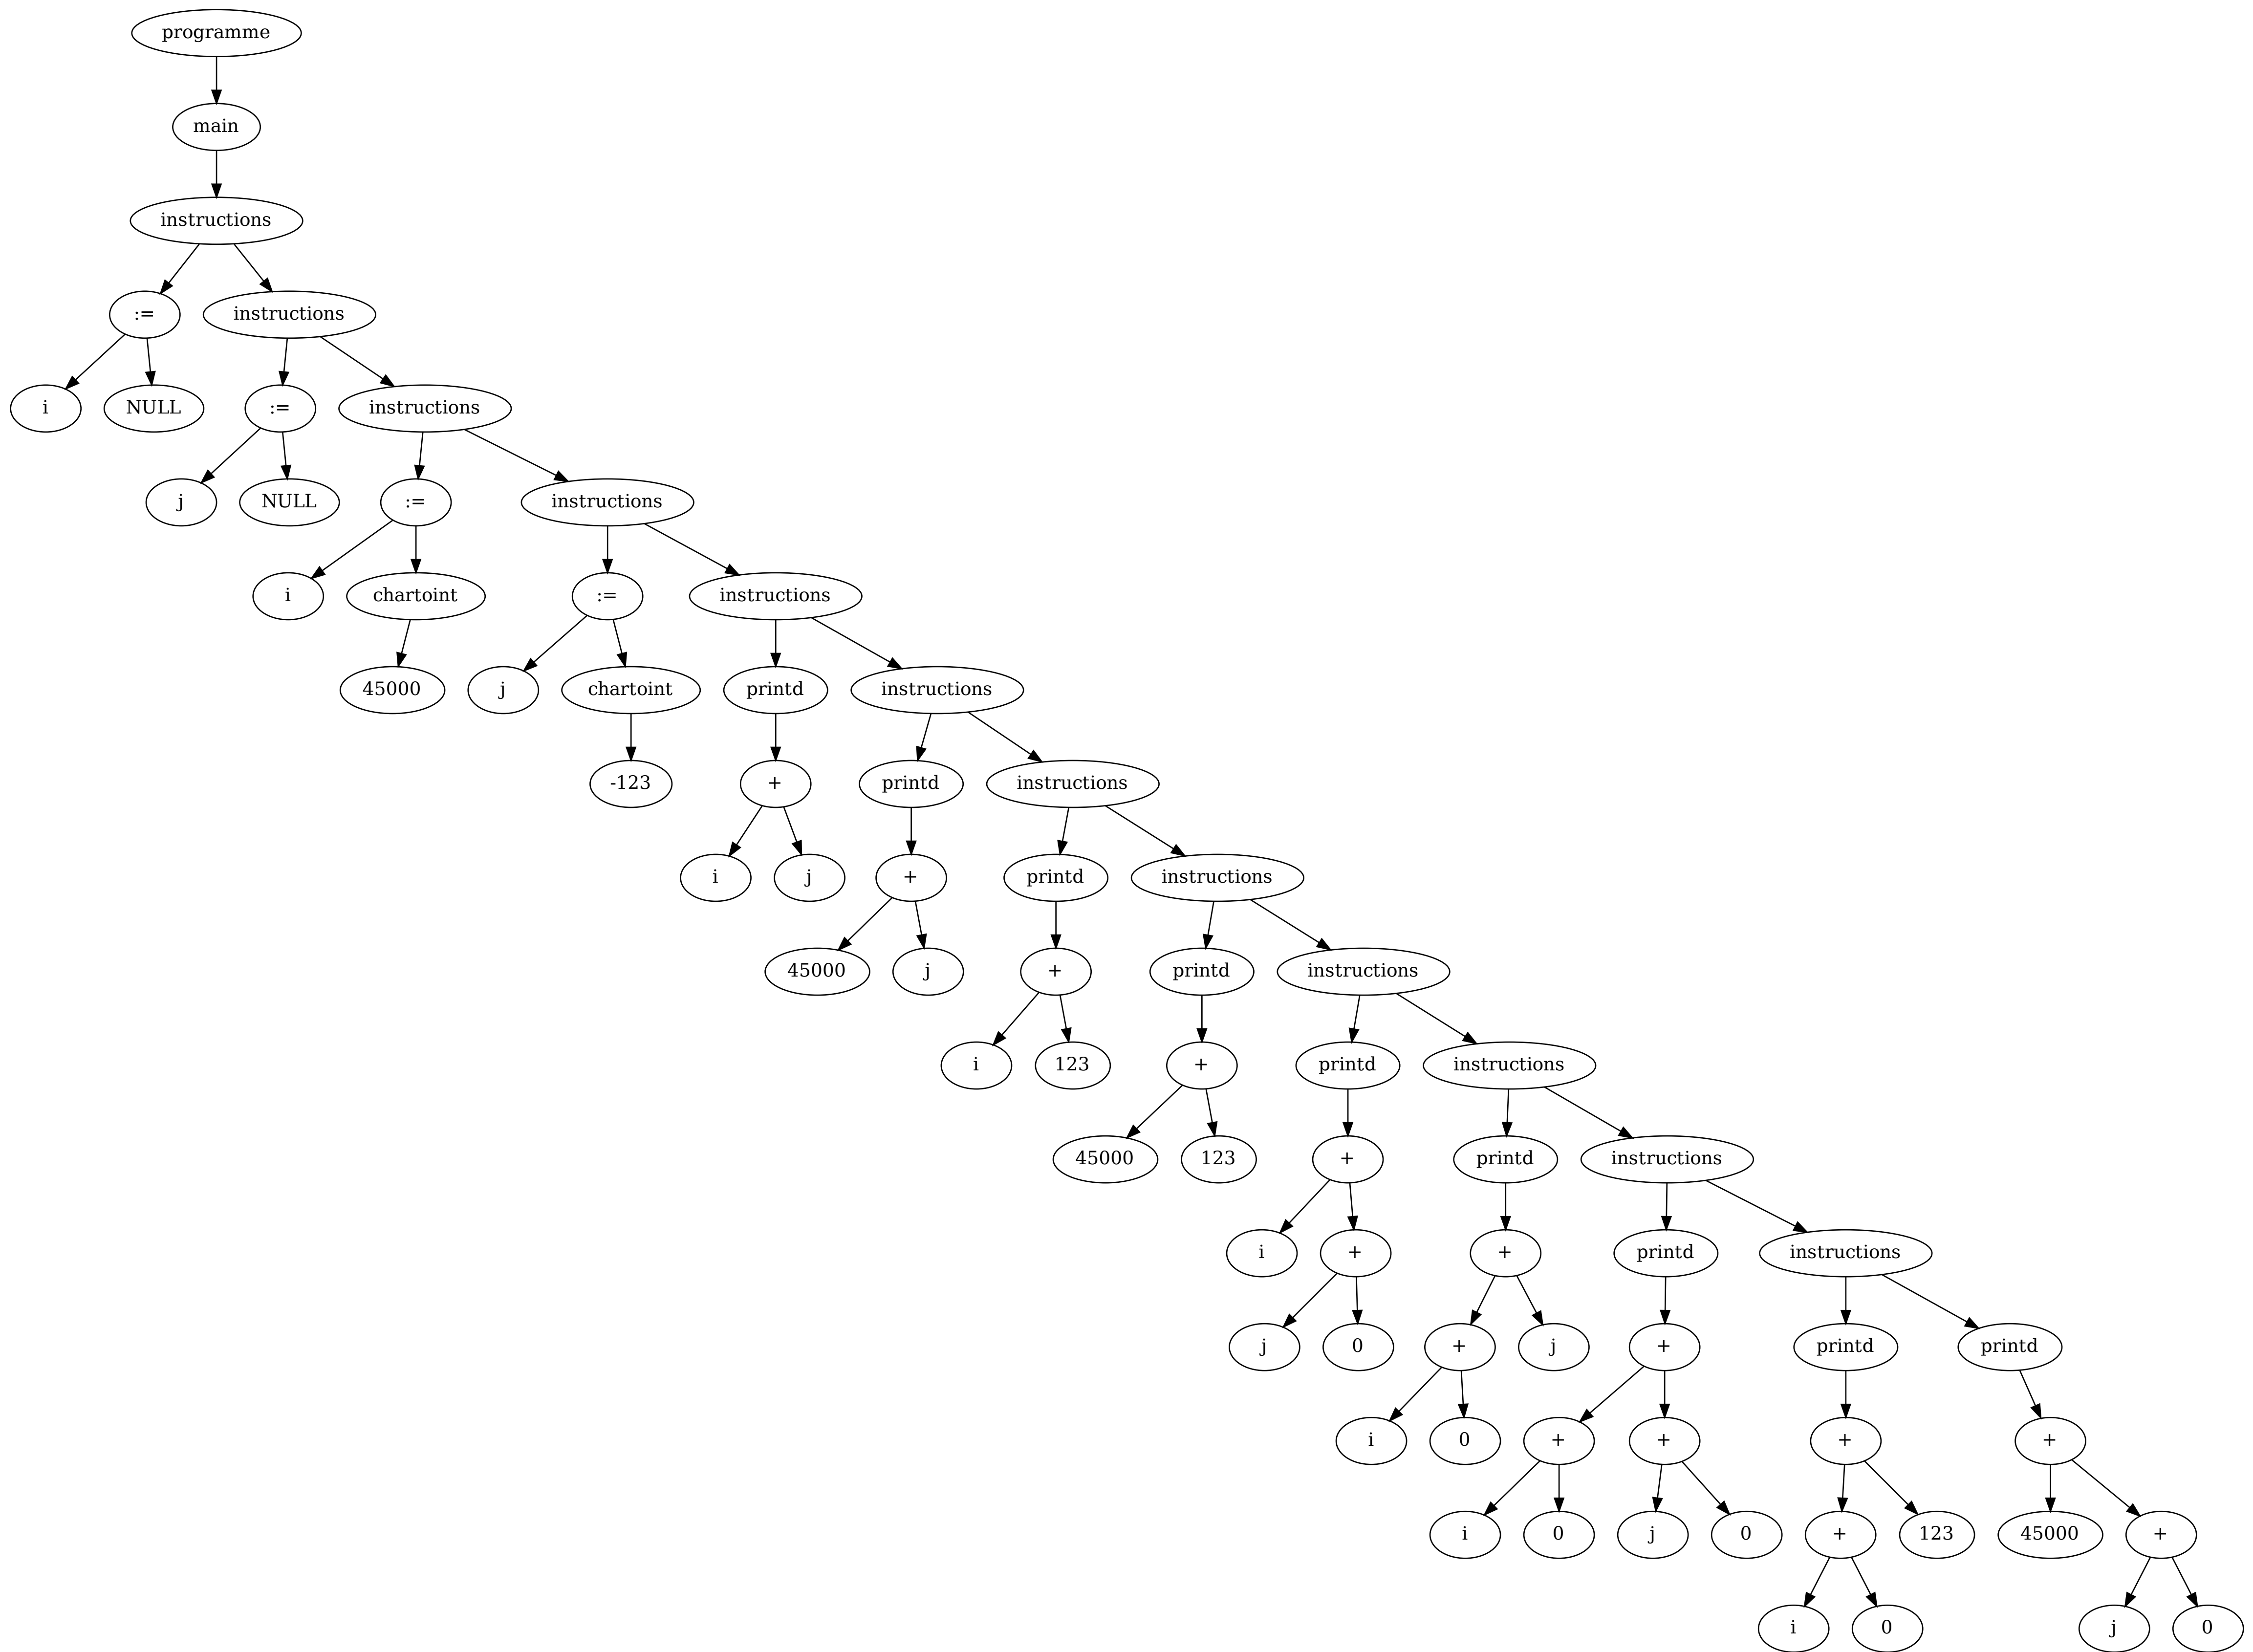 programme
main
instructions
:= instructions
i NULL := instructions
j NULL := instructions
i chartoint := instructions
45000 j chartoint printd instructions
-123 + printd instructions
i j + printd instructions
45000 j + printd instructions
i 123 + printd instructions
45000 123 + printd instructions
i + + printd instructions
j 0 + j + printd printd
i 0 + + + +
i 0 j 0 + 123 45000 +
i 0 j 0